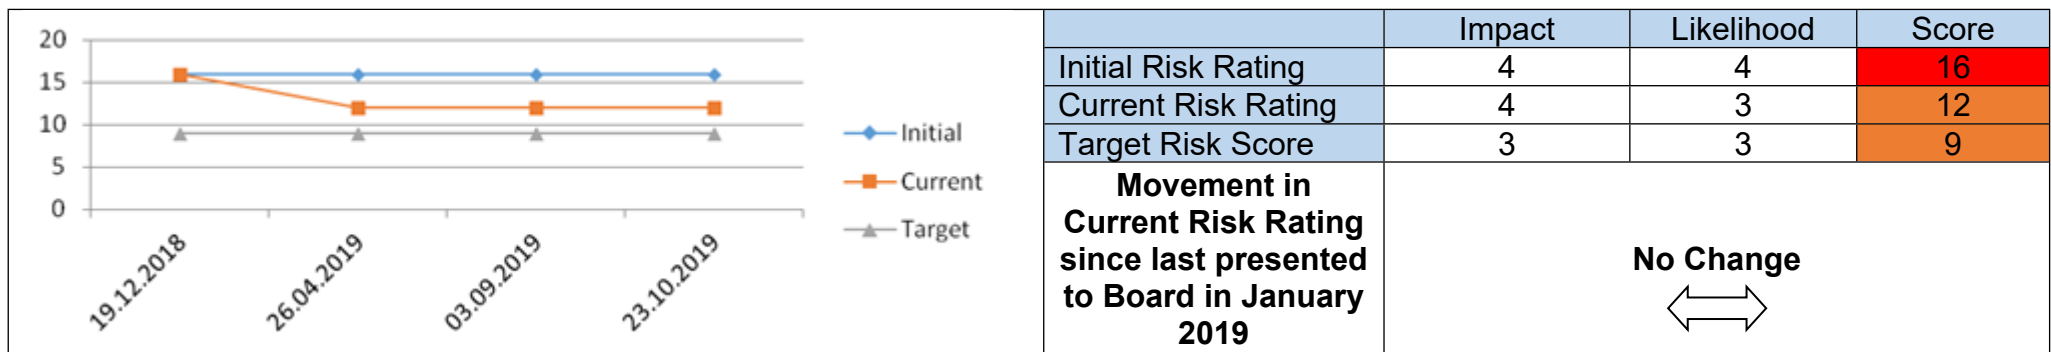 20
15
10
5
0
19.12.2018
26.04.2019
03.09.2019
23.10.2019
Initial
Current
Target
Impact Likelihood Score
Initial Risk Rating 4 4 16
Current Risk Rating 4 3 12
Target Risk Score 3 3 9
Movement in
Current Risk Rating
since last presented
to Board in January
2019
No Change